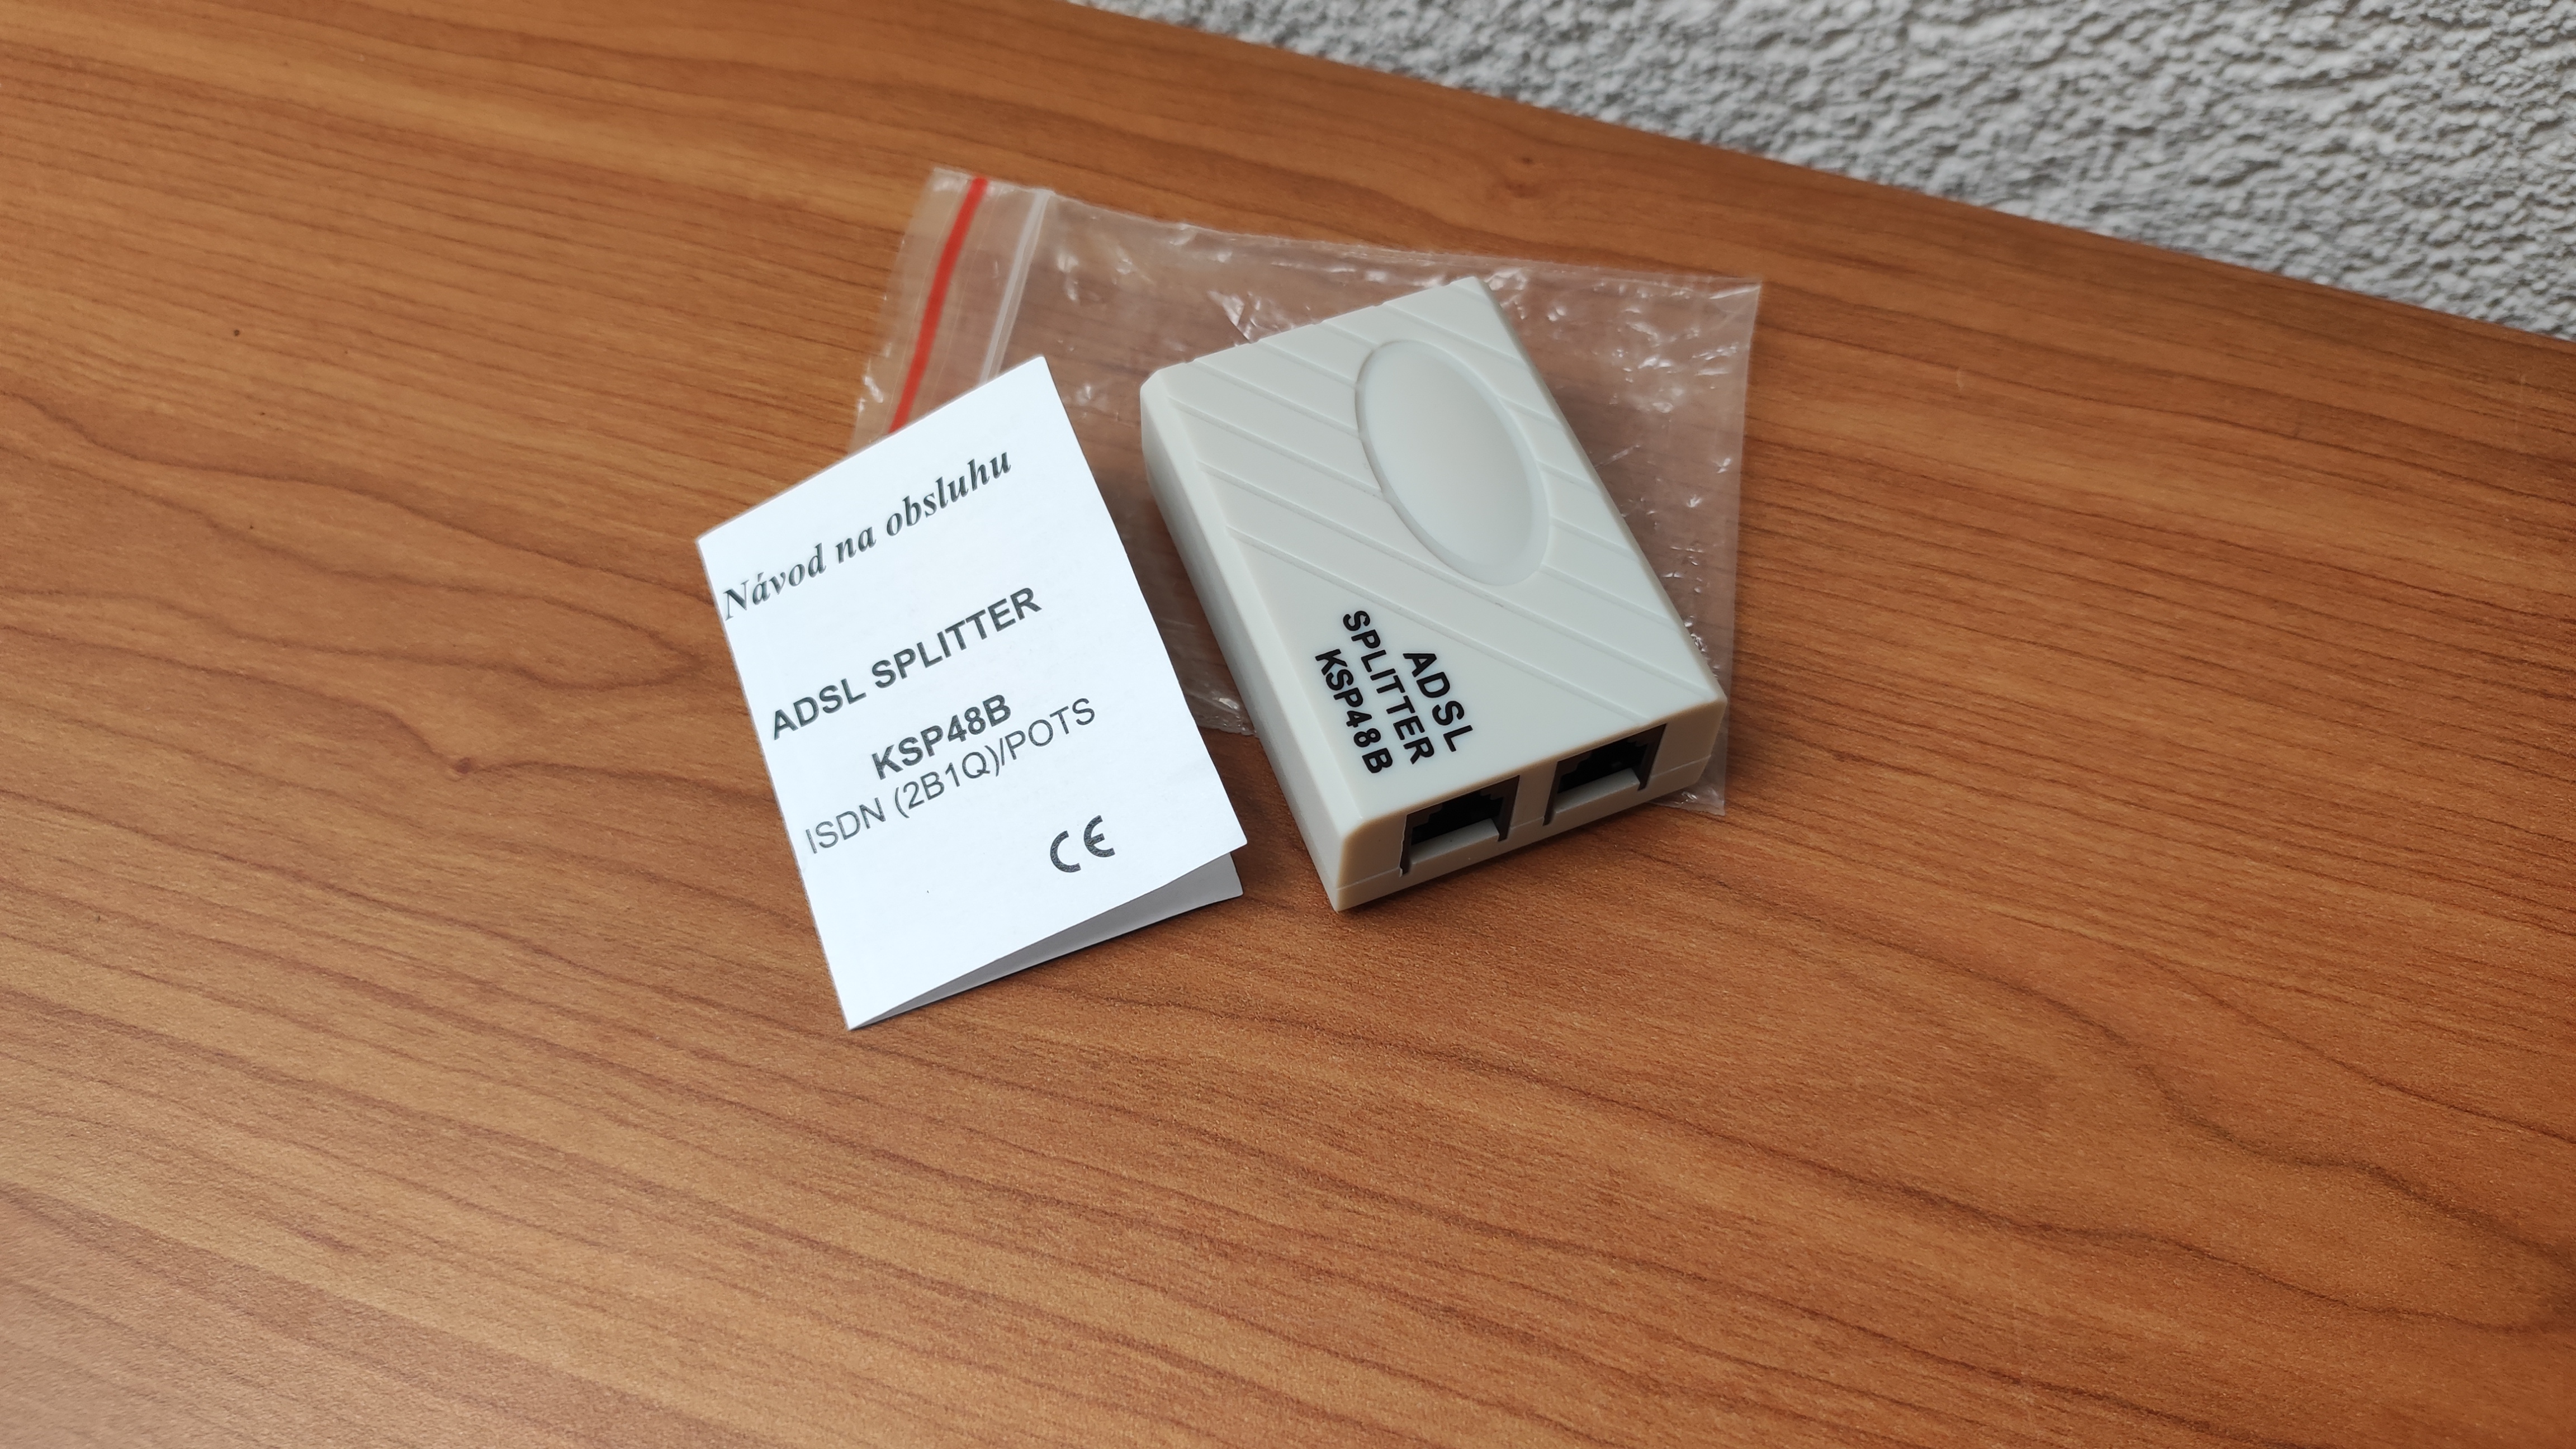 Návod na obsluhu
ADSL SPLITTER
KSP48B
ISDN (2B1Q)/POTS
CE
ADSL
SPLITTER
KSP48B